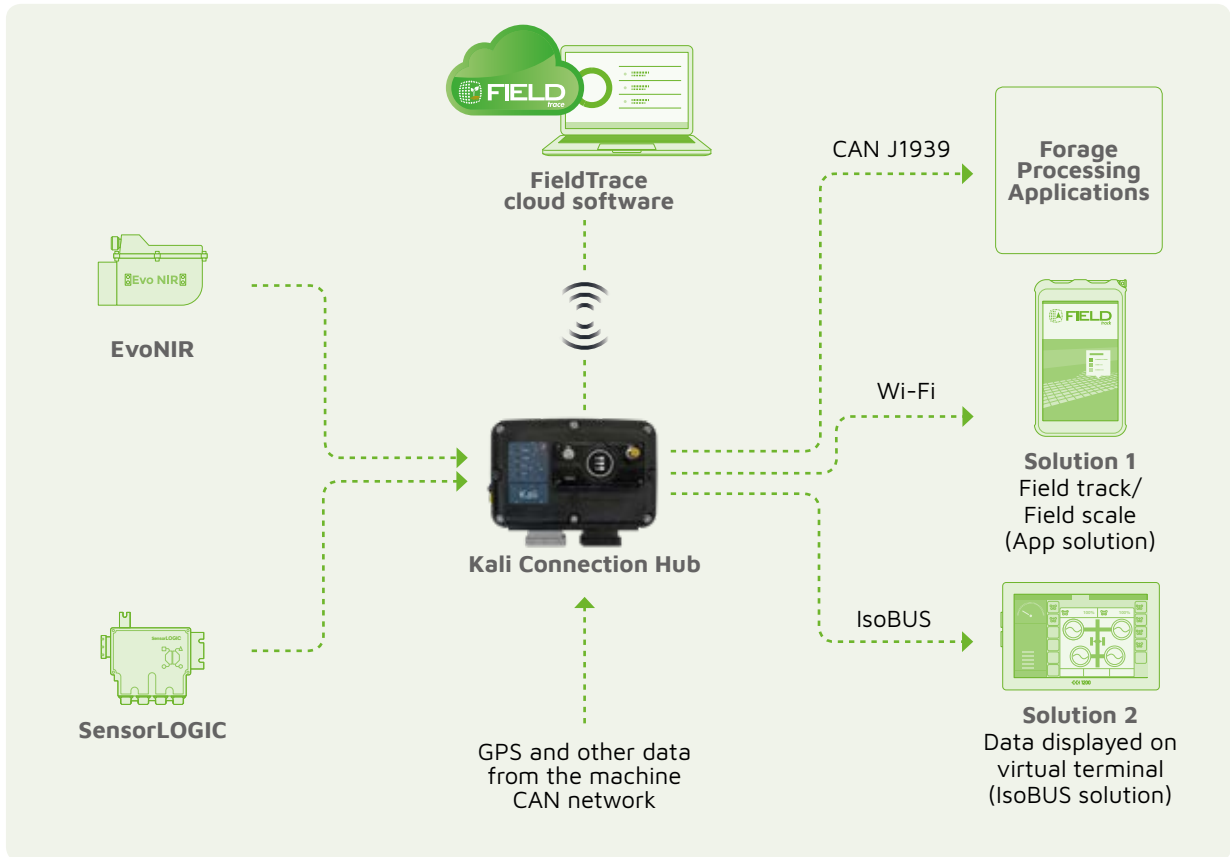 FIELD
trace
FieldTrace
cloud software
CAN J1939
Forage
Processing
Applications
Evo NIR
EvoNIR
FIELD
track
Wi-Fi
Kali
Kali Connection Hub
Solution 1
Field track/
Field scale
(App solution)
SensorLOGIC
SensorLOGIC
IsoBUS
GPS and other data
from the machine
CAN network
Solution 2
Data displayed on
virtual terminal
(IsoBUS solution)